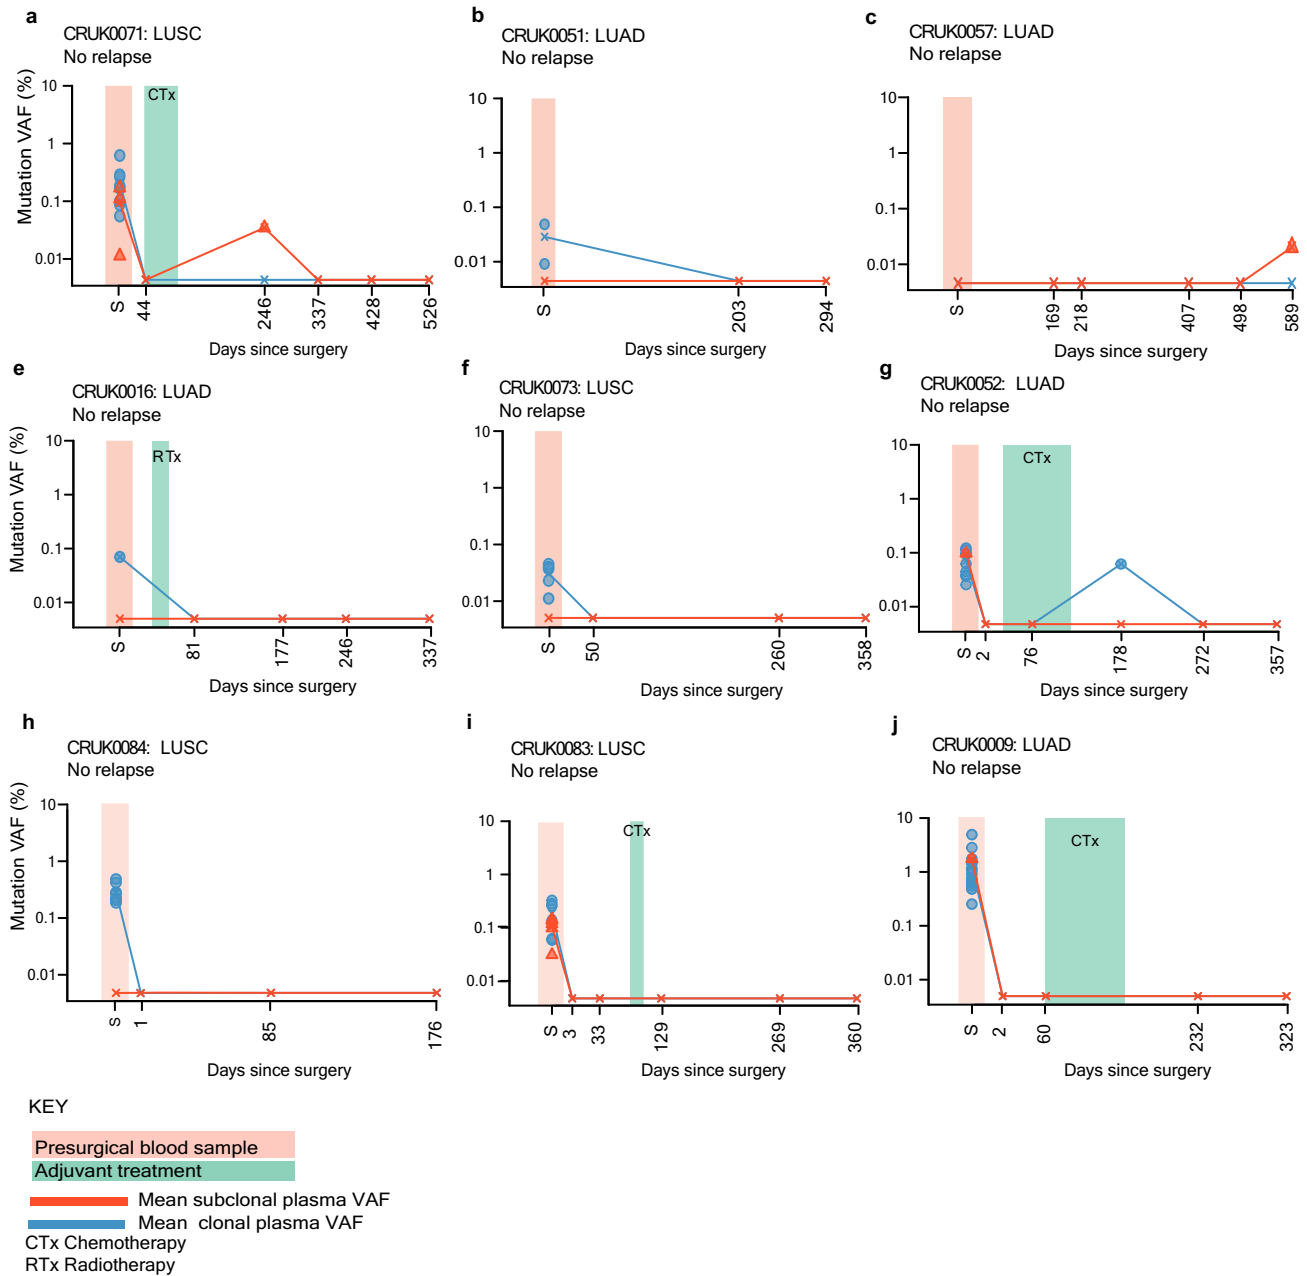 a
CRUK0071: LUSC
No relapse
Mutation VAF (%)
10
1
0.1
0.01
CTx
S
44
246
337
428
526
Days since surgery
b
CRUK0051: LUAD
No relapse
10
1
0.1
0.01
S
203
294
Days since surgery
c
CRUK0057: LUAD
No relapse
10
1
0.1
0.01
S
169
218
407
498
589
Days since surgery
e
CRUK0016: LUAD
No relapse
Mutation VAF (%)
10
1
0.1
0.01
RTx
S
81
177
246
337
Days since surgery
f
CRUK0073: LUSC
No relapse
10
1
0.1
0.01
S
50
260
358
g
CRUK0052: LUAD
No relapse
10
1
0.1
0.01
CTx
S
2
76
178
272
357
Days since surgery
h
CRUK0084: LUSC
No relapse
Mutation VAF (%)
10
1
0.1
0.01
S
1
85
176
Days since surgery
i
CRUK0083: LUSC
No relapse
10
1
0.1
0.01
CTx
S
3
33
129
269
360
Days since surgery
j
CRUK0009: LUAD
No relapse
10
1
0.1
0.01
CTx
S
2
60
232
323
Days since surgery
KEY
Presurgical blood sample
Adjuvant treatment
Mean subclonal plasma VAF
Mean clonal plasma VAF
CTx Chemotherapy
RTx Radiotherapy